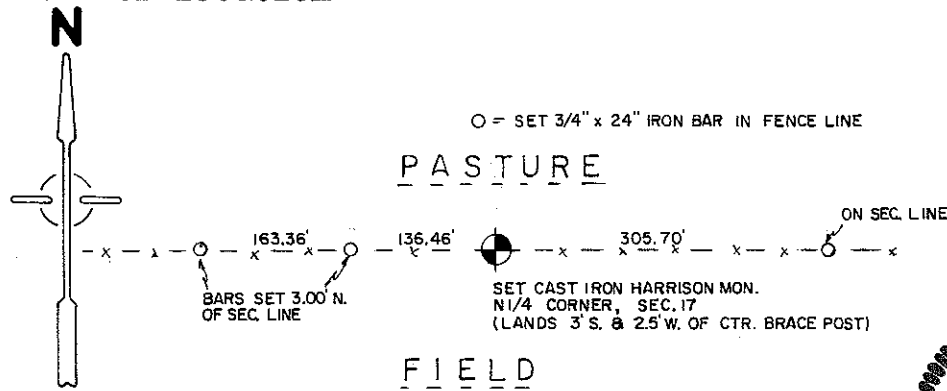 N
O = SET 3/4" x 24" IRON BAR IN FENCE LINE
PASTURE
ON SEC. LINE
163.36' 136.46' 305.70'
BARS SET 3.00' N.
OF SEC. LINE
SET CAST IRON HARRISON MON.
N1/4 CORNER, SEC. 17
(LANDS 3' S. & 2.5' W. OF CTR. BRACE POST)
FIELD